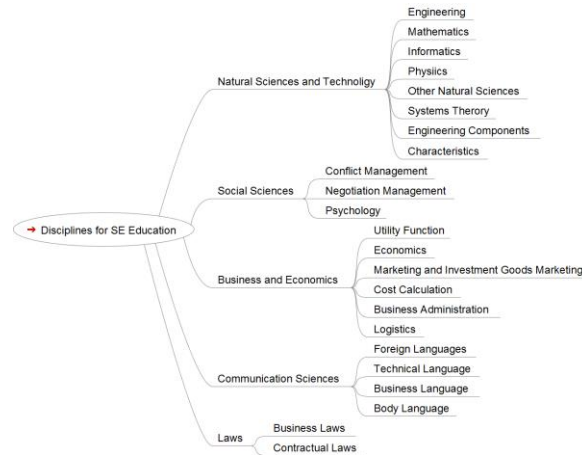 Engineering
Mathematics
Informatics
Physiics
Natural Sciences and Technoligy
Other Natural Sciences
Systems Therory
Engineering Components
Characteristics
Conflict Management
Social Sciences
Negotiation Management
Psychology
Disciplines for SE Education
Utility Function
Economics
Marketing and Investment Goods Marketing
Business and Economics
Cost Calculation
Business Administration
Logistics
Foreign Languages
Communication Sciences
Technical Language
Business Language
Body Language
Laws
Business Laws
Contractual Laws